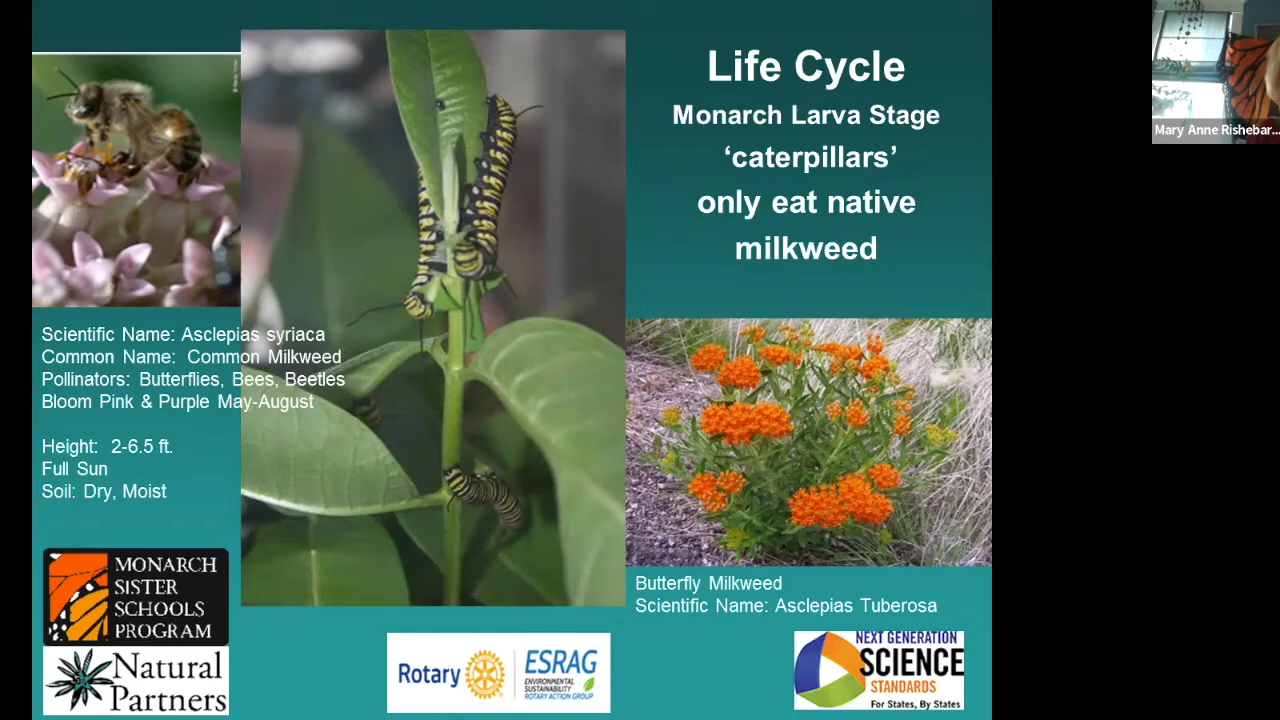 Life Cycle
Monarch Larva Stage
‘caterpillars’
only eat native
milkweed
Mary Anne Rishebar...
Scientific Name: Asclepias syriaca
Common Name: Common Milkweed
Pollinators: Butterflies, Bees, Beetles
Bloom Pink & Purple May-August
Height: 2-6.5 ft.
Full Sun
Soil: Dry, Moist
Butterfly Milkweed
Scientific Name: Asclepias Tuberosa
MONARCH
SISTER
SCHOOLS
PROGRAM
Natural
Partners
Rotary
ESRAG
ENVIRONMENTAL
SUSTAINABILITY
ROTARY ACTION GROUP
NEXT GENERATION
SCIENCE
STANDARDS
For States, By States